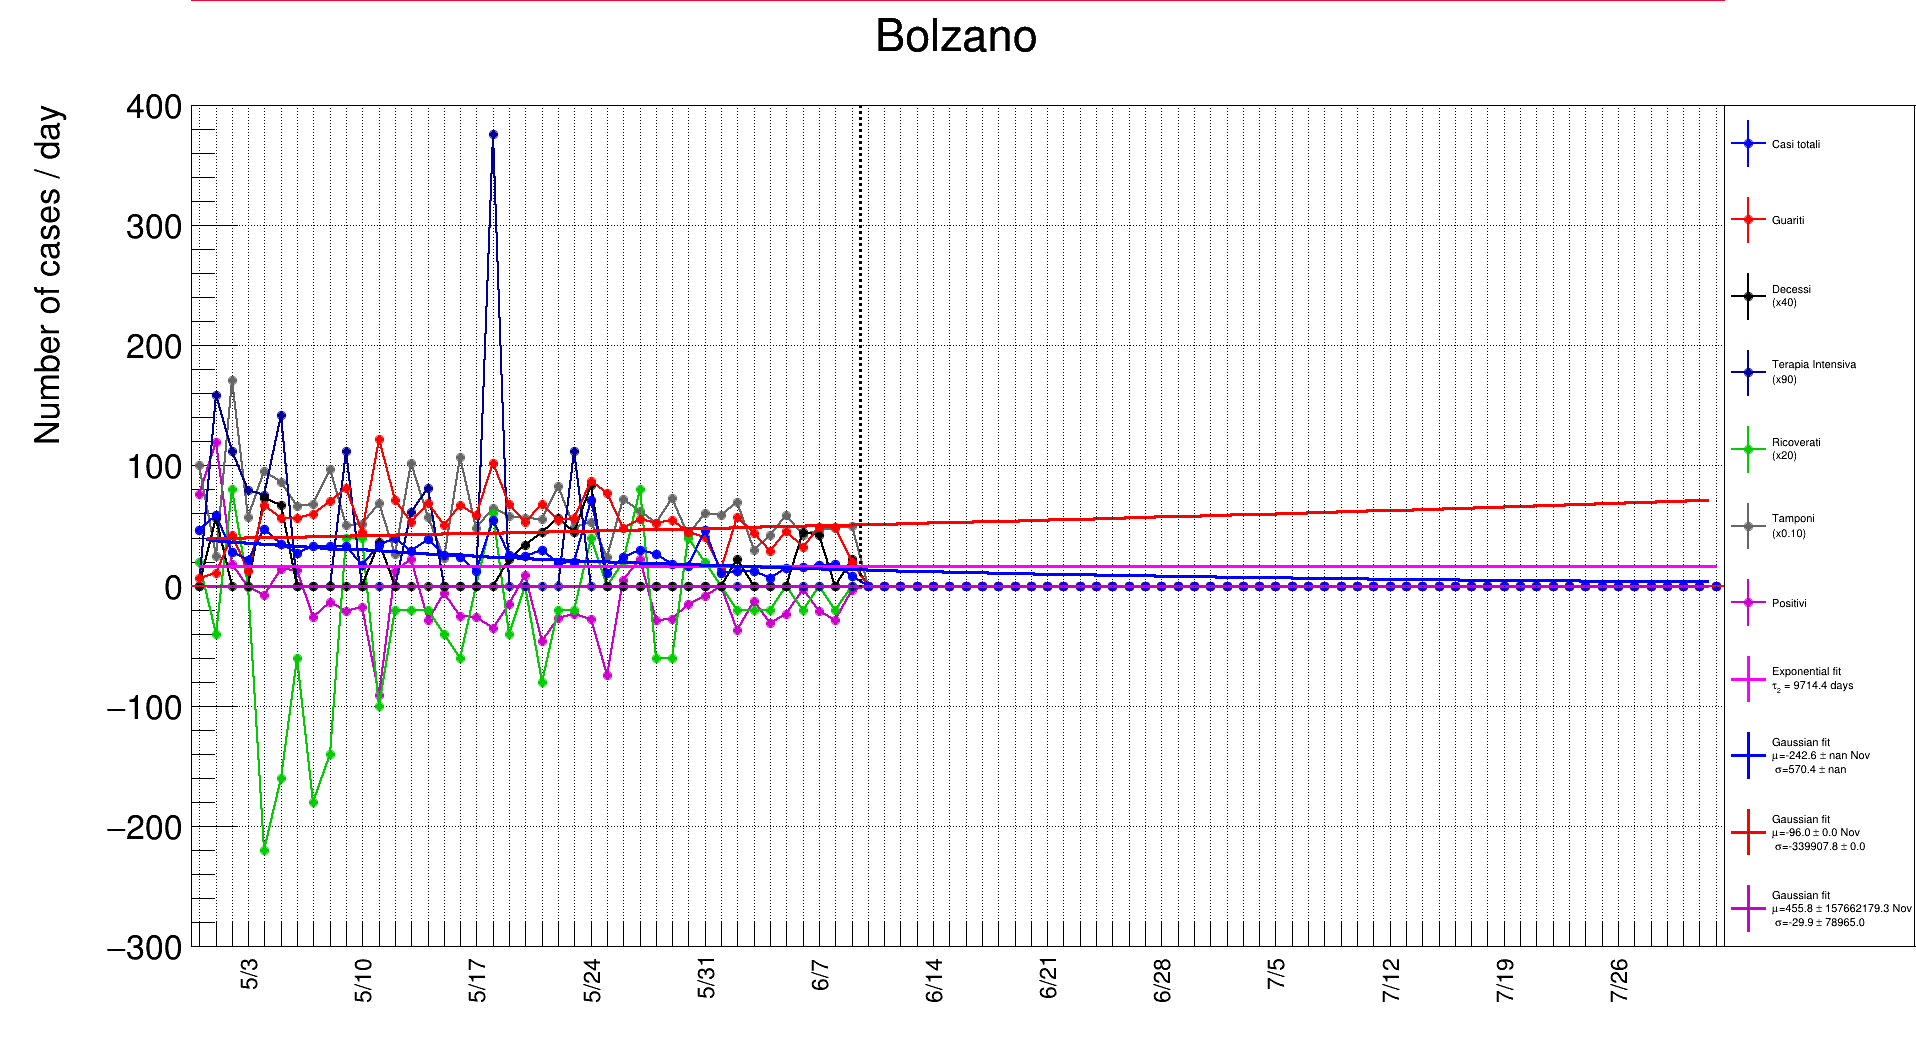 Bolzano
Number of cases / day
400
300
200
100
0
−100
−200
−300
5/3
5/10
5/17
5/24
5/31
6/7
6/14
6/21
6/28
7/5
7/12
7/19
7/26
Casi totali
Guariti
Decessi
(x40)
Terapia Intensiva
(x90)
Ricoverati
(x20)
Tamponi
(x0.10)
Positivi
Exponential fit
τ₂ = 9714.4 days
Gaussian fit
μ=-242.6 ± nan Nov
σ=570.4 ± nan
Gaussian fit
μ=-96.0 ± 0.0 Nov
σ=-339907.8 ± 0.0
Gaussian fit
μ=455.8 ± 157662179.3 Nov
σ=-29.9 ± 78965.0